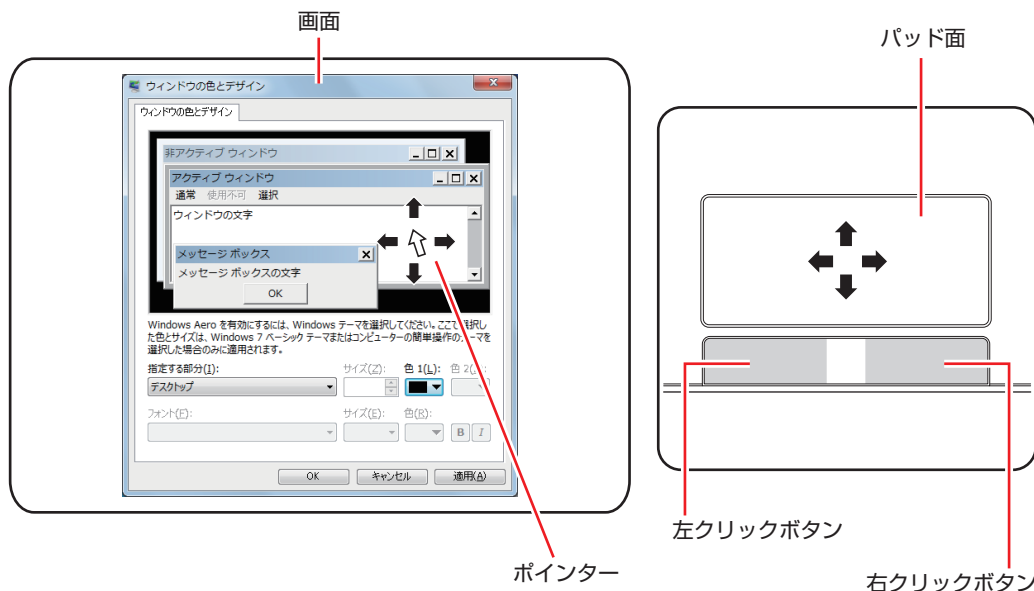 画面
パッド面
ウィンドウの色とデザイン
ウィンドウの色とデザイン
非アクティブ ウィンドウ
アクティブ ウィンドウ
通常 使用不可 選択
ウィンドウの文字
メッセージ ボックス
メッセージ ボックスの文字
OK
Windows Aero を有効にするには、Windows テーマを選択してください。ここで選択し
た色とサイズは、Windows 7 ベーシック テーマまたはコンピューターの簡単操作のテーマを
選択した場合のみに適用されます。
指定する部分(I): サイズ(Z): 色 1(L): 色 2(
デスクトップ
フォント(F): サイズ(E): 色(R):
B I
OK キャンセル 適用(A)
左クリックボタン
ポインター
右クリックボタン